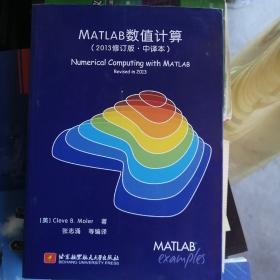 MATLAB数值计算
(2013修订版·中译本)
Numerical Computing with MATLAB
Revised in 2013
[美] Cleve B. Moler 著
张志涌 等编译
MATLAB
examples
北京航空航天大学出版社
BEIHANG UNIVERSITY PRESS